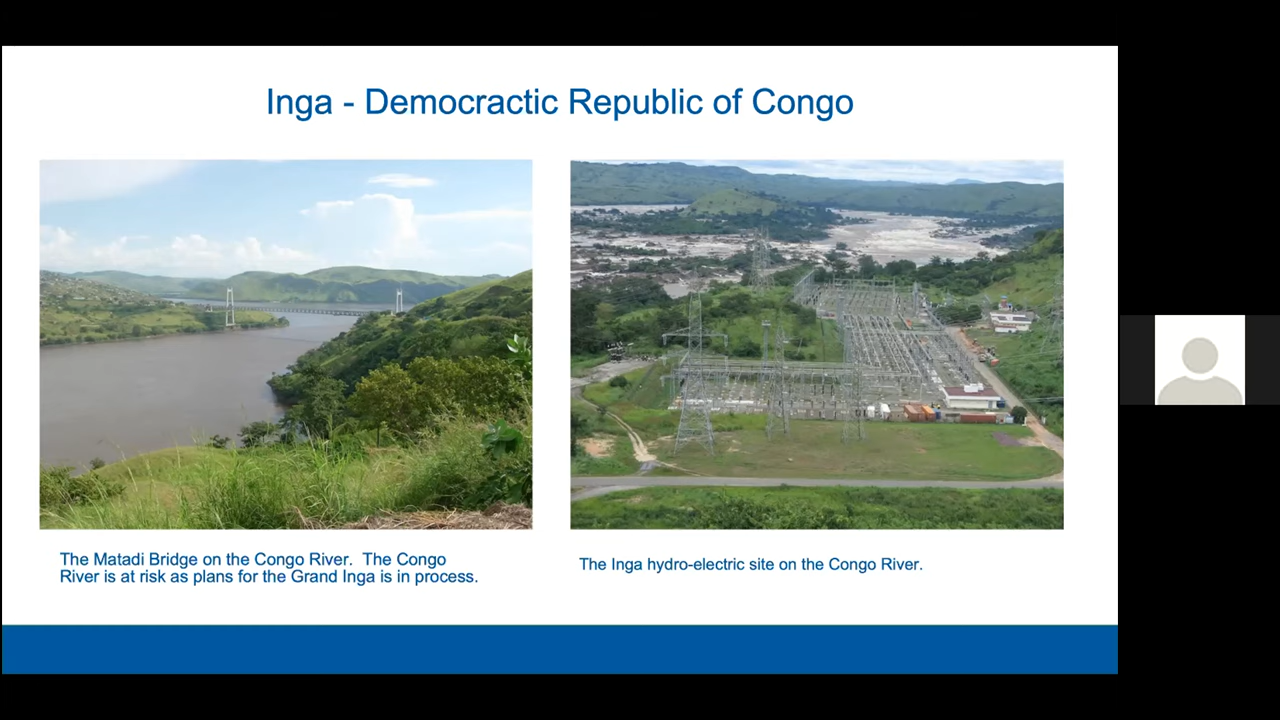 Inga - Democractic Republic of Congo
The Matadi Bridge on the Congo River.  The Congo
River is at risk as plans for the Grand Inga is in process.
The Inga hydro-electric site on the Congo River.